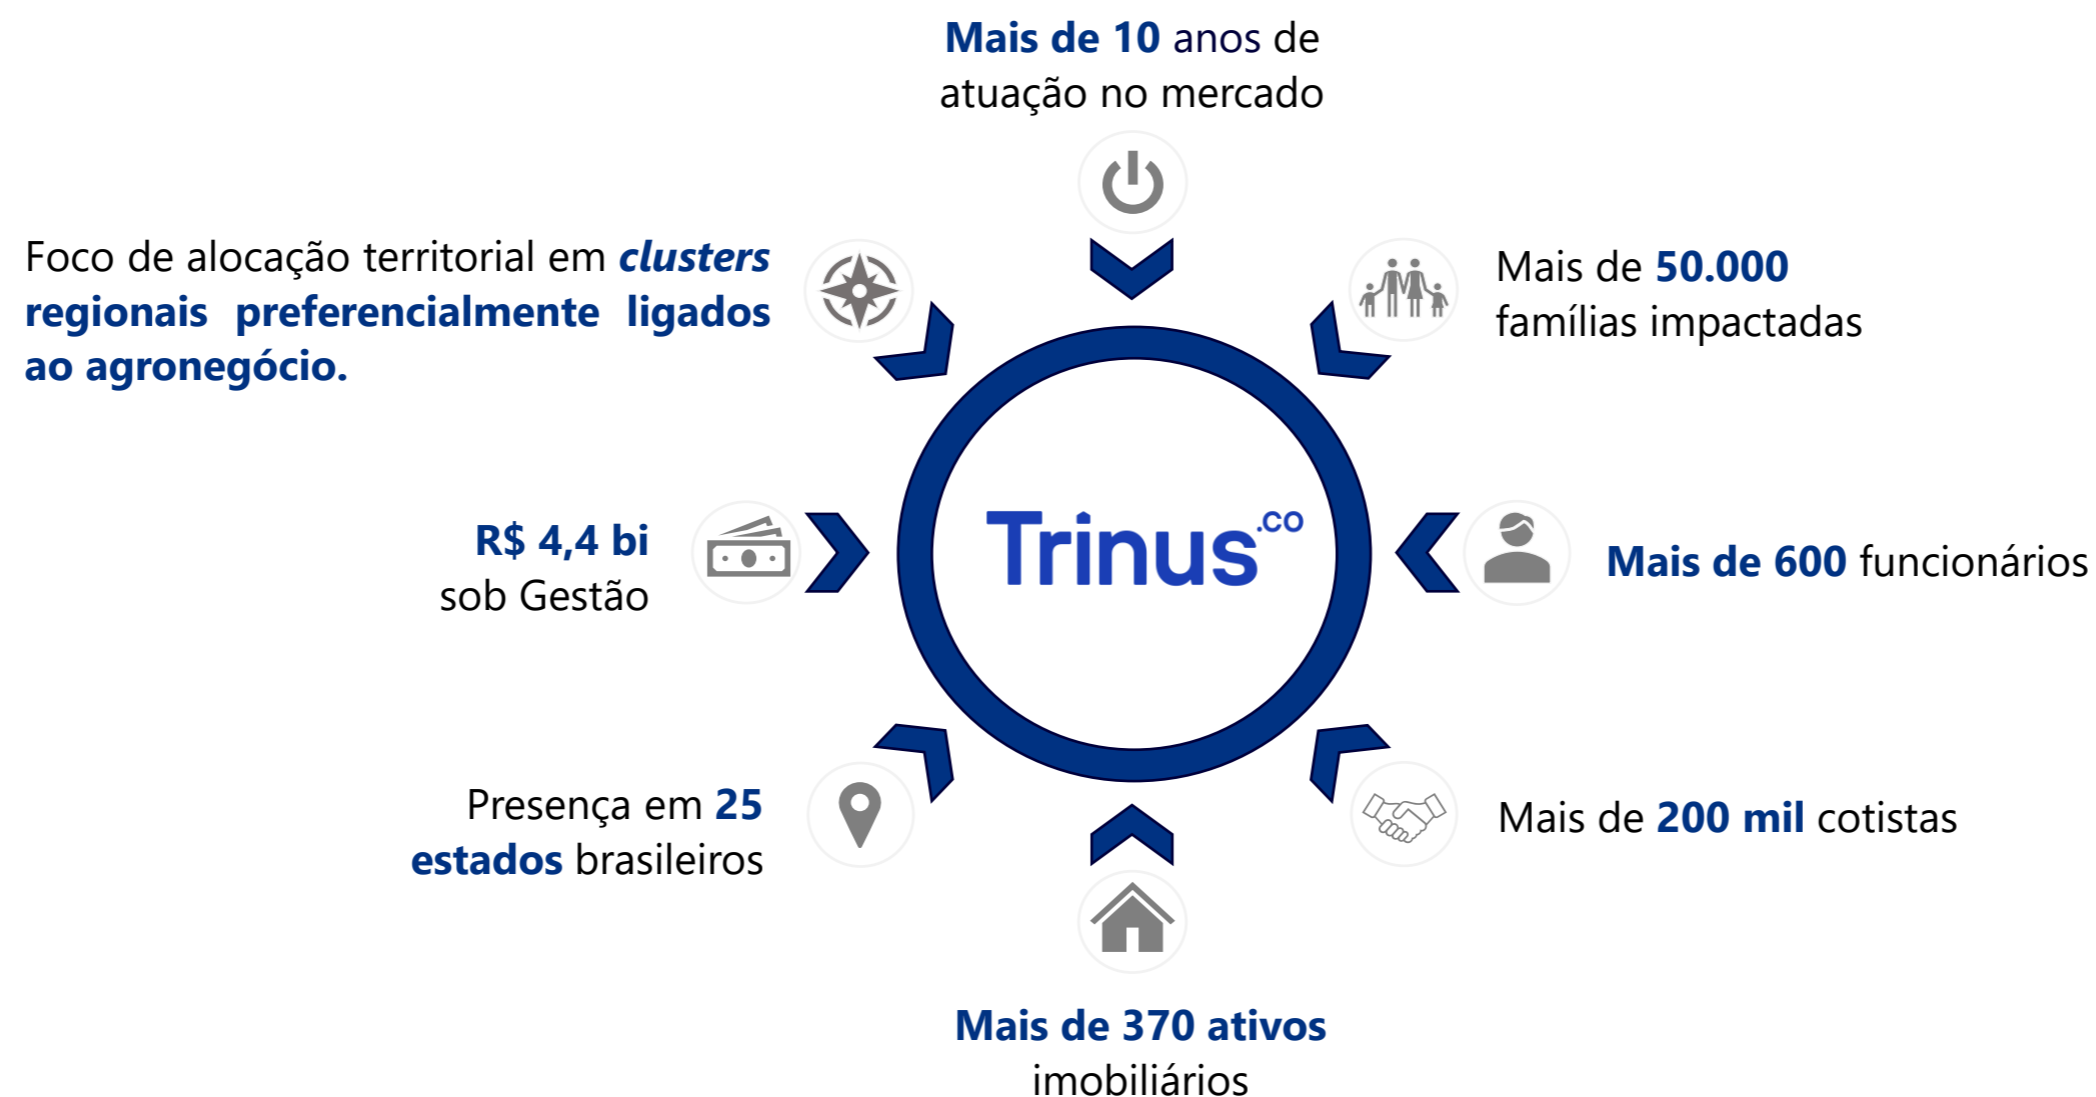 Mais de 10 anos de
atuação no mercado
Foco de alocação territorial em clusters
regionais preferencialmente ligados
ao agronegócio.
Mais de 50.000
famílias impactadas
R$ 4,4 bi
sob Gestão
Trinus.co
Mais de 600 funcionários
Presença em 25
estados brasileiros
Mais de 200 mil cotistas
Mais de 370 ativos
imobiliários